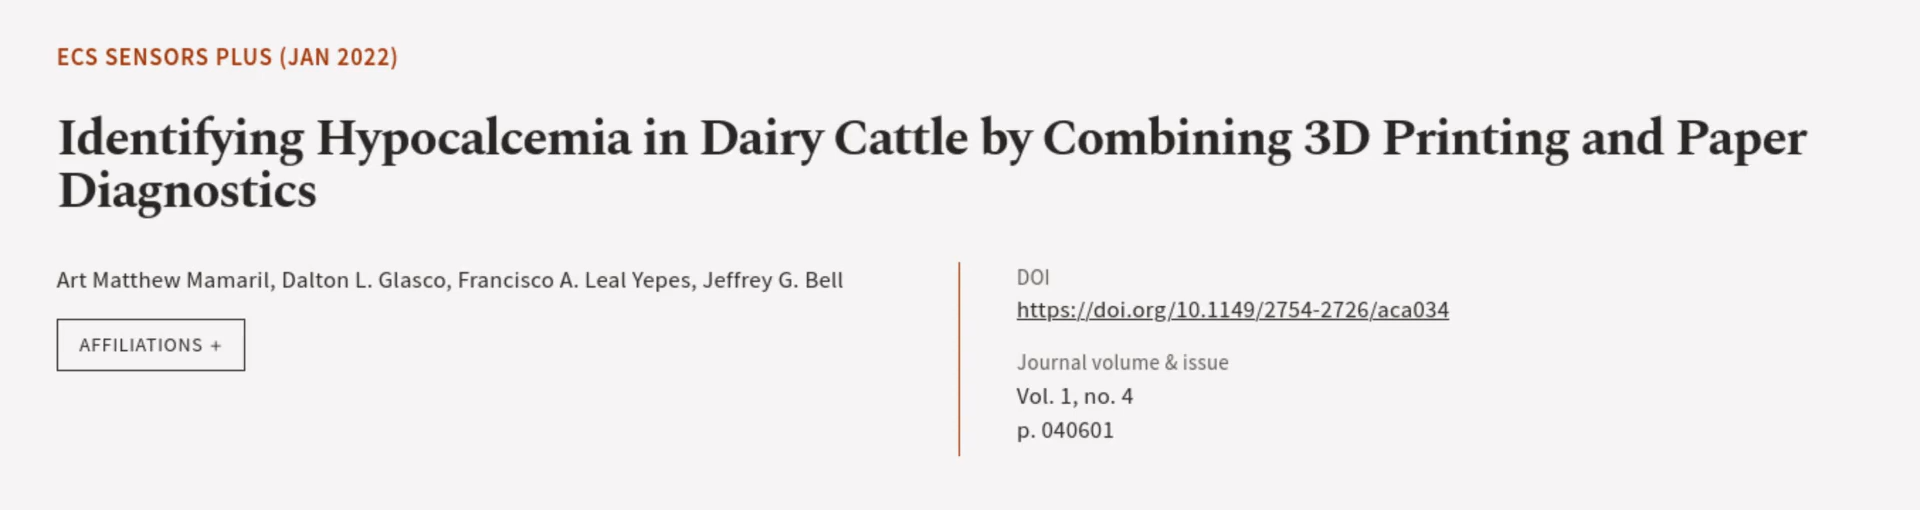 ECS SENSORS PLUS (JAN 2022)
Identifying Hypocalcemia in Dairy Cattle by Combining 3D Printing and Paper
Diagnostics
Art Matthew Mamaril, Dalton L. Glasco, Francisco A. Leal Yepes, Jeffrey G. Bell
AFFILIATIONS +
DOI
https://doi.org/10.1149/2754-2726/aca034
Journal volume & issue
Vol. 1, no. 4
p. 040601